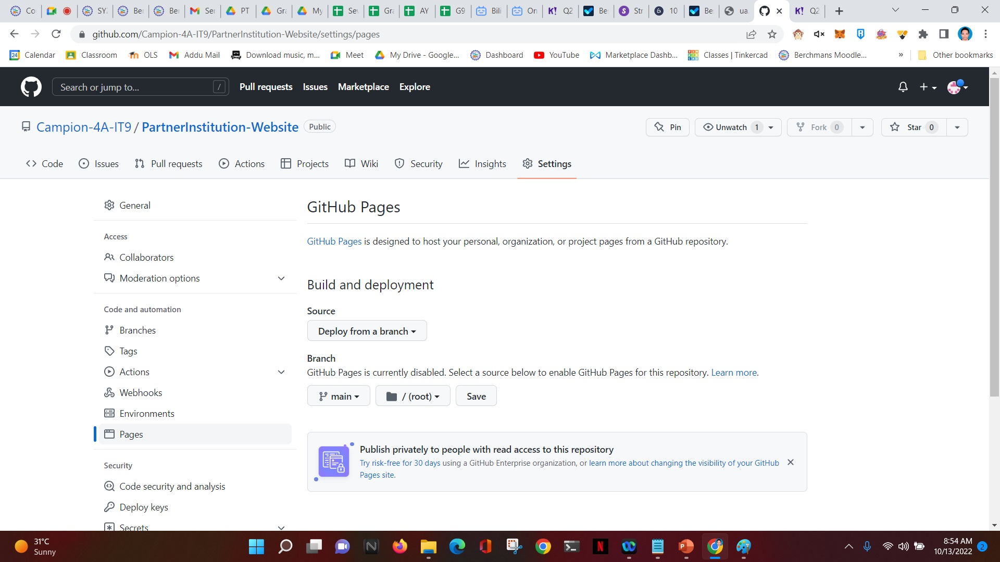 Co
SY
Be
Be
Ser
PT
Gra
My
Se
Gra
AY
G9
Bili
On
K! Q2
Be
Str
10
Be
ua
K! Q2
github.com/Campion-4A-IT9/PartnerInstitution-Website/settings/pages
24 Calendar
Classroom
OLS
Addu Mail
Download music, m...
Meet
My Drive - Google...
Dashboard
YouTube
Marketplace Dashb...
Classes | Tinkercad
Berchmans Moodle...
»
Other bookmarks
Search or jump to...
/
Pull requests
Issues
Marketplace
Explore
Campion-4A-IT9 / PartnerInstitution-Website
Public
Pin
Unwatch 1
Fork 0
Star 0
Code
Issues
Pull requests
Actions
Projects
Wiki
Security
Insights
Settings
General
Access
Collaborators
Moderation options
Code and automation
Branches
Tags
Actions
Webhooks
Environments
Pages
Security
Code security and analysis
Deploy keys
Secrets
GitHub Pages
GitHub Pages is designed to host your personal, organization, or project pages from a GitHub repository.
Build and deployment
Source
Deploy from a branch
Branch
GitHub Pages is currently disabled. Select a source below to enable GitHub Pages for this repository. Learn more.
main
/ (root)
Save
Publish privately to people with read access to this repository
Try risk-free for 30 days using a GitHub Enterprise organization, or learn more about changing the visibility of your GitHub
Pages site.
31°C
Sunny
8:54 AM
10/13/2022
2